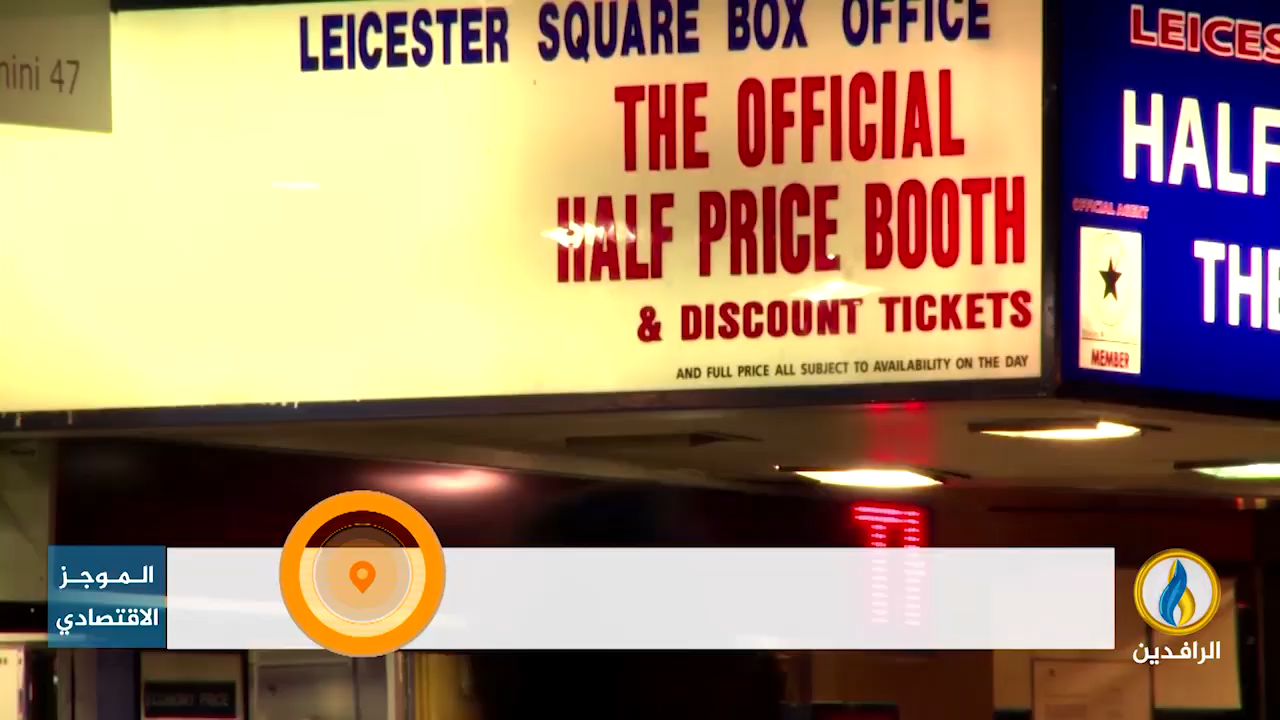 mini 47
LEICESTER SQUARE BOX OFFICE
THE OFFICIAL
HALF PRICE BOOTH
& DISCOUNT TICKETS
AND FULL PRICE ALL SUBJECT TO AVAILABILITY ON THE DAY
LEICES
HALF
OFFICIAL AGENT
THE
MEMBER
الموجز
الاقتصادي
الرافدين